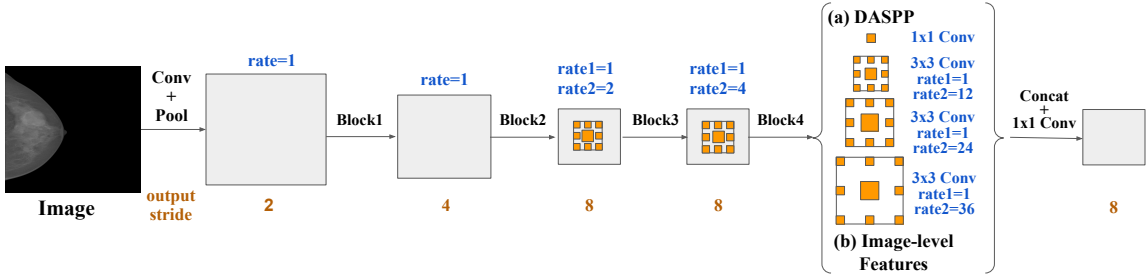 Image
Conv
+
Pool
output
stride
rate=1
2
Block1
rate=1
4
Block2
rate1=1
rate2=2
8
Block3
rate1=1
rate2=4
8
Block4
(a) DASPP
1x1 Conv
3x3 Conv
rate1=1
rate2=12
3x3 Conv
rate1=1
rate2=24
3x3 Conv
rate1=1
rate2=36
(b) Image-level
Features
Concat
+
1x1 Conv
8